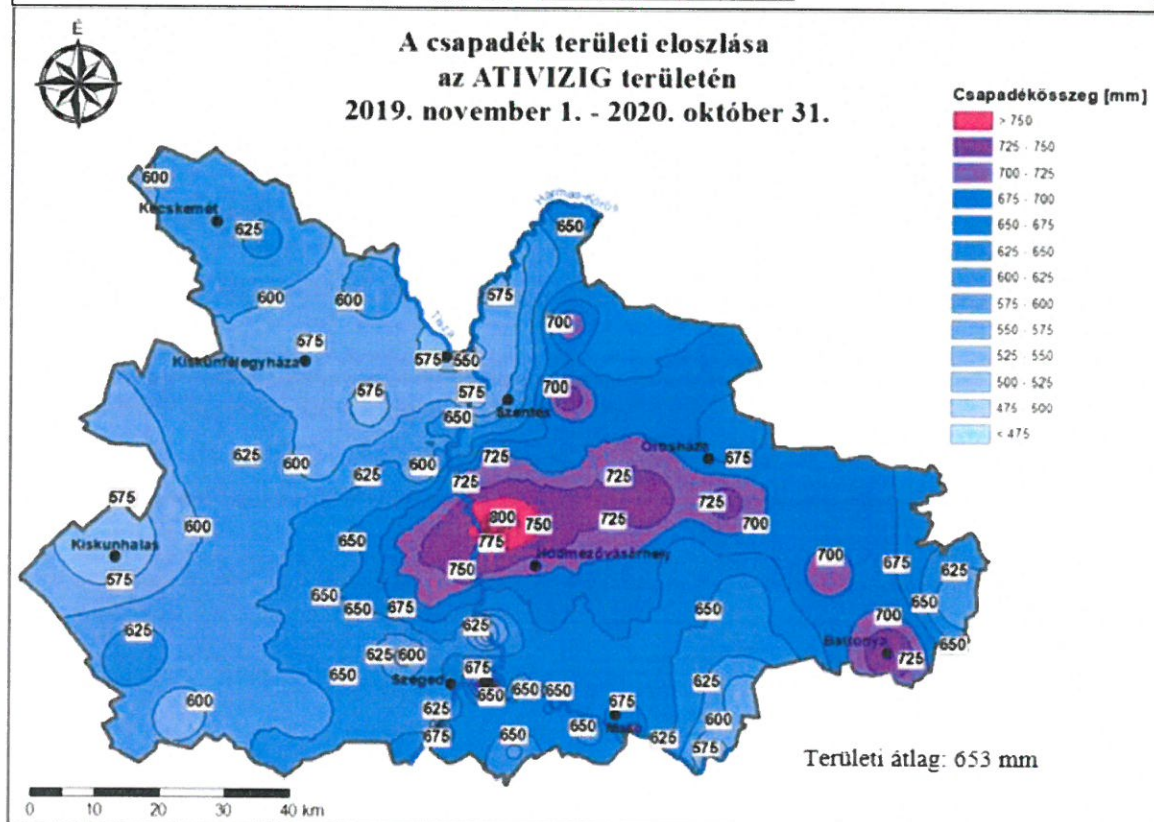 É
A csapadék területi eloszlása
az ATIVIZIG területén
2019. november 1. - 2020. október 31.
Csapadékösszeg [mm]
> 750
725 - 750
700 - 725
675 - 700
650 - 675
625 - 650
600 - 625
575 - 600
550 - 575
525 - 550
500 - 525
475 - 500
< 475
600
Kecskemét
625
Hármas-Körös
650
600
600
575
Tisza
700
575
Kiskunfélegyháza
575
550
575
575
700
Szentes
650
625
600
625
600
725
725
Orosháza
675
725
725
725
700
575
600
Kiskunhalas
575
650
800
750
775
Hódmezővásárhely
750
700
675
625
650
650
650
675
650
700
625
625
600
650
625
675
Szeged
650
650
650
625
675
600
650
650
675
Makó
625
625
600
575
Battonya
725
650
Területi átlag: 653 mm
0 10 20 30 40 km